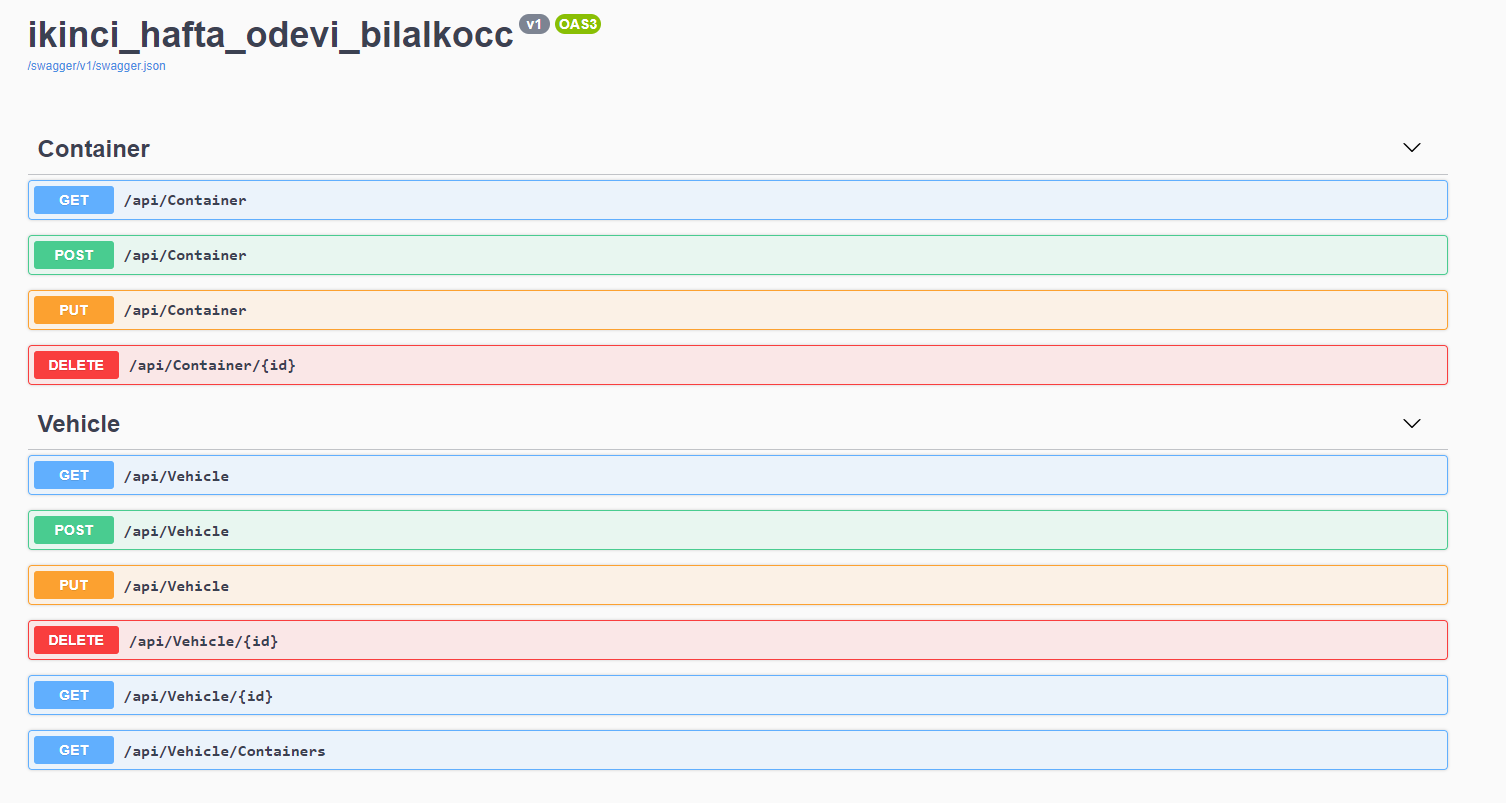 ikinci_hafta_odevi_bilalkocc v1 OAS3
/swagger/v1/swagger.json
Container
GET /api/Container
POST /api/Container
PUT /api/Container
DELETE /api/Container/{id}
Vehicle
GET /api/Vehicle
POST /api/Vehicle
PUT /api/Vehicle
DELETE /api/Vehicle/{id}
GET /api/Vehicle/{id}
GET /api/Vehicle/Containers